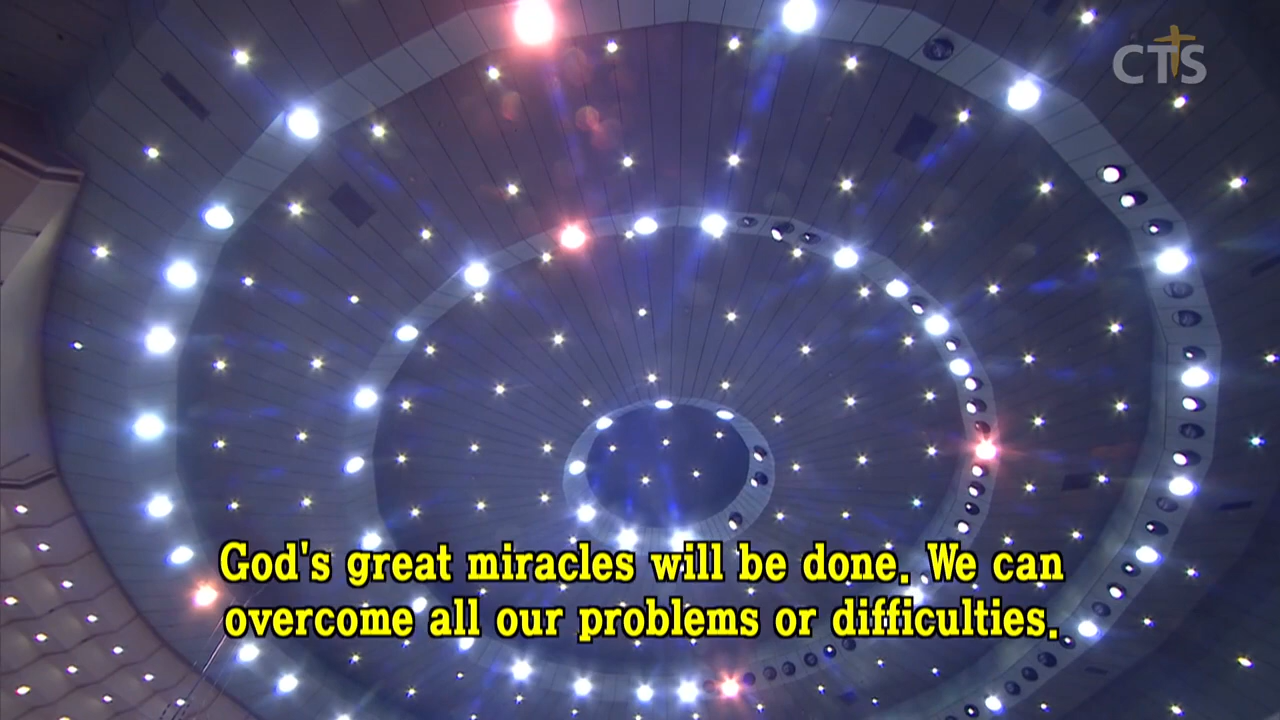 CTS
God's great miracles will be done. We can
overcome all our problems or difficulties.